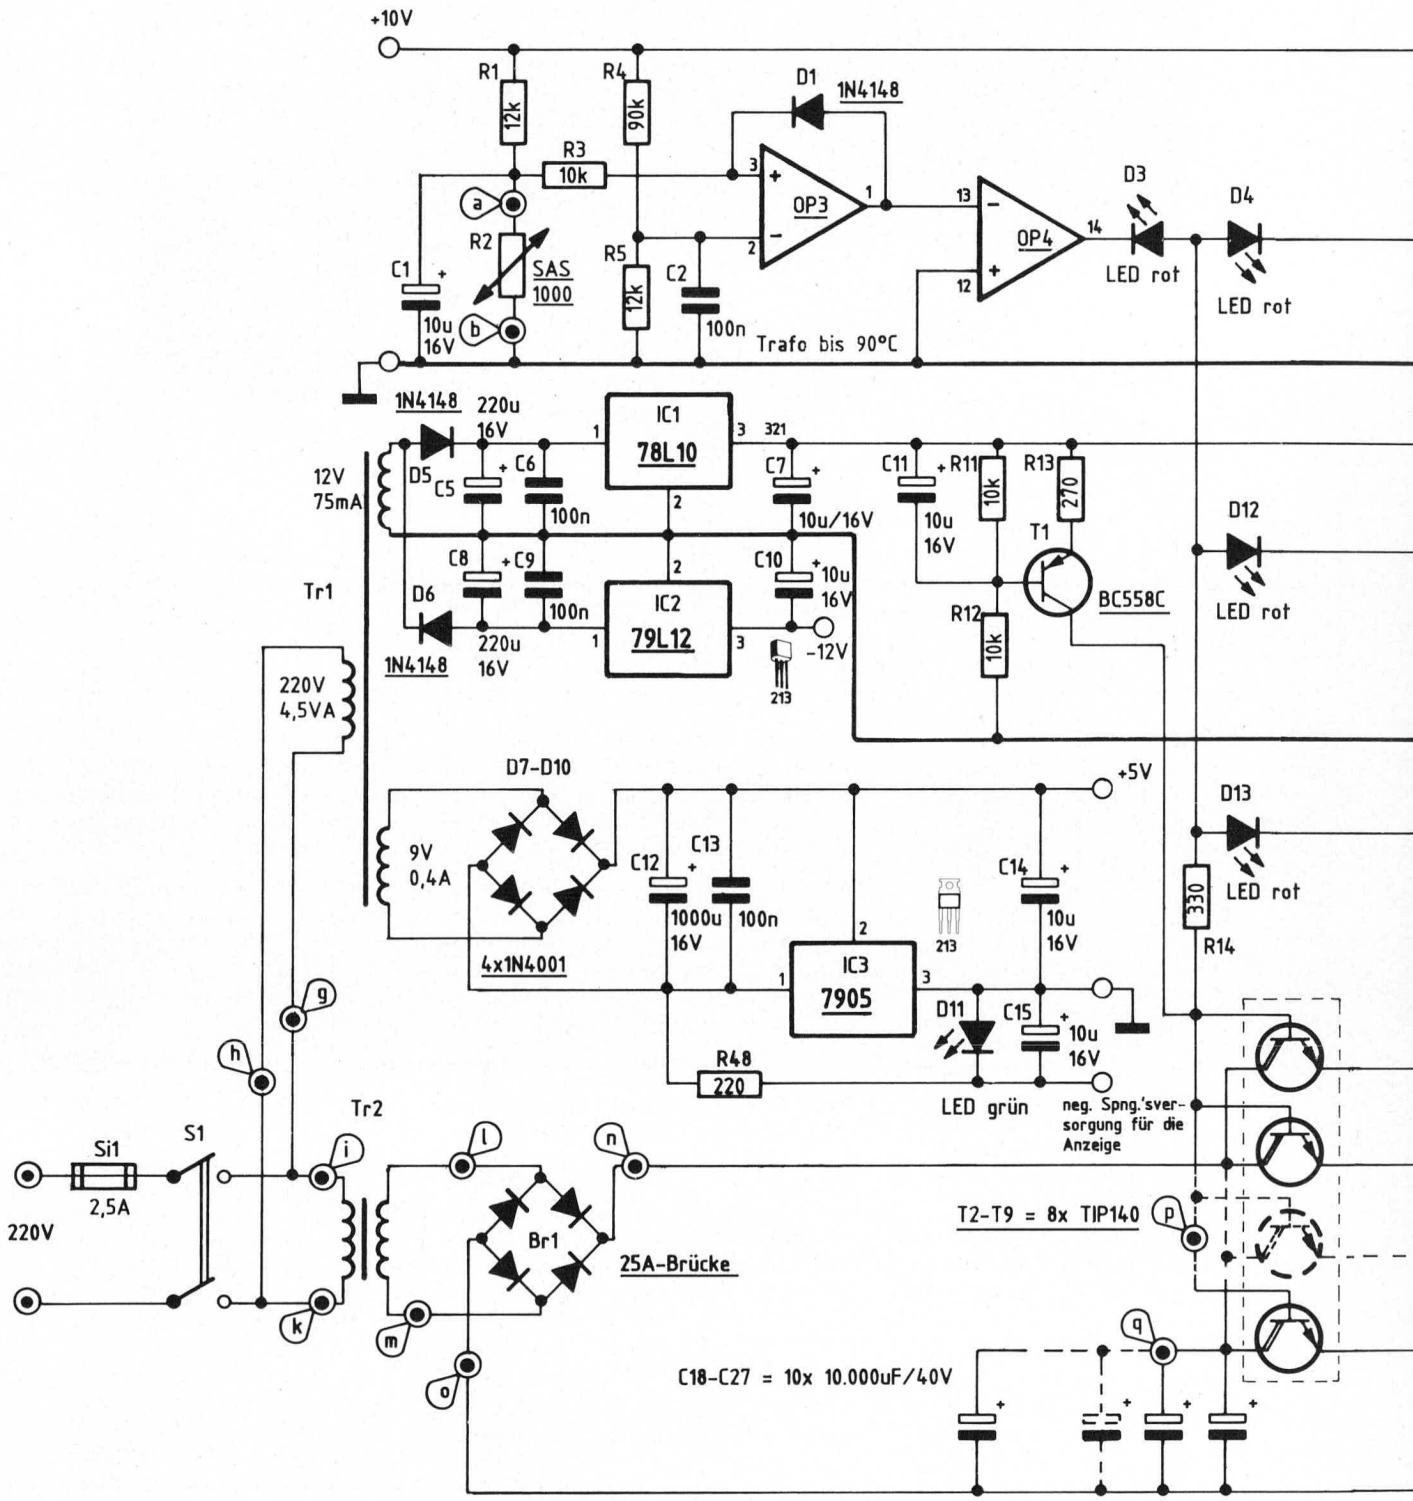 +10V
R1
12k
R4
90k
D1
1N4148
R3
10k
3
+
OP3
1
-
2
a
R2
SAS
1000
b
C1
+
10u
16V
R5
12k
C2
100n
Trafo bis 90°C
13
-
OP4
14
+
12
D3
LED rot
D4
LED rot
1N4148
D5
220u
16V
C5
+
C6
100n
1
IC1
78L10
3
321
2
C7
+
10u/16V
C11
+
10u
16V
R11
10k
R13
270
T1
BC558C
R12
10k
D12
LED rot
12V
75mA
Tr1
C8
+
C9
100n
D6
1N4148
220u
16V
2
IC2
79L12
1
3
C10
+
10u
16V
-12V
213
220V
4,5VA
D7-D10
9V
0,4A
4x1N4001
C12
+
1000u
16V
C13
100n
2
1
IC3
7905
3
213
C14
+
10u
16V
+5V
D13
LED rot
330
R14
D11
LED grün
C15
+
10u
16V
R48
220
neg. Spng.'sver-
sorgung für die
Anzeige
g
h
Tr2
S1
Si1
2,5A
220V
i
k
l
m
n
o
Br1
25A-Brücke
T2-T9 = 8x TIP140
p
q
C18-C27 = 10x 10.000uF/40V
+
+
+
+